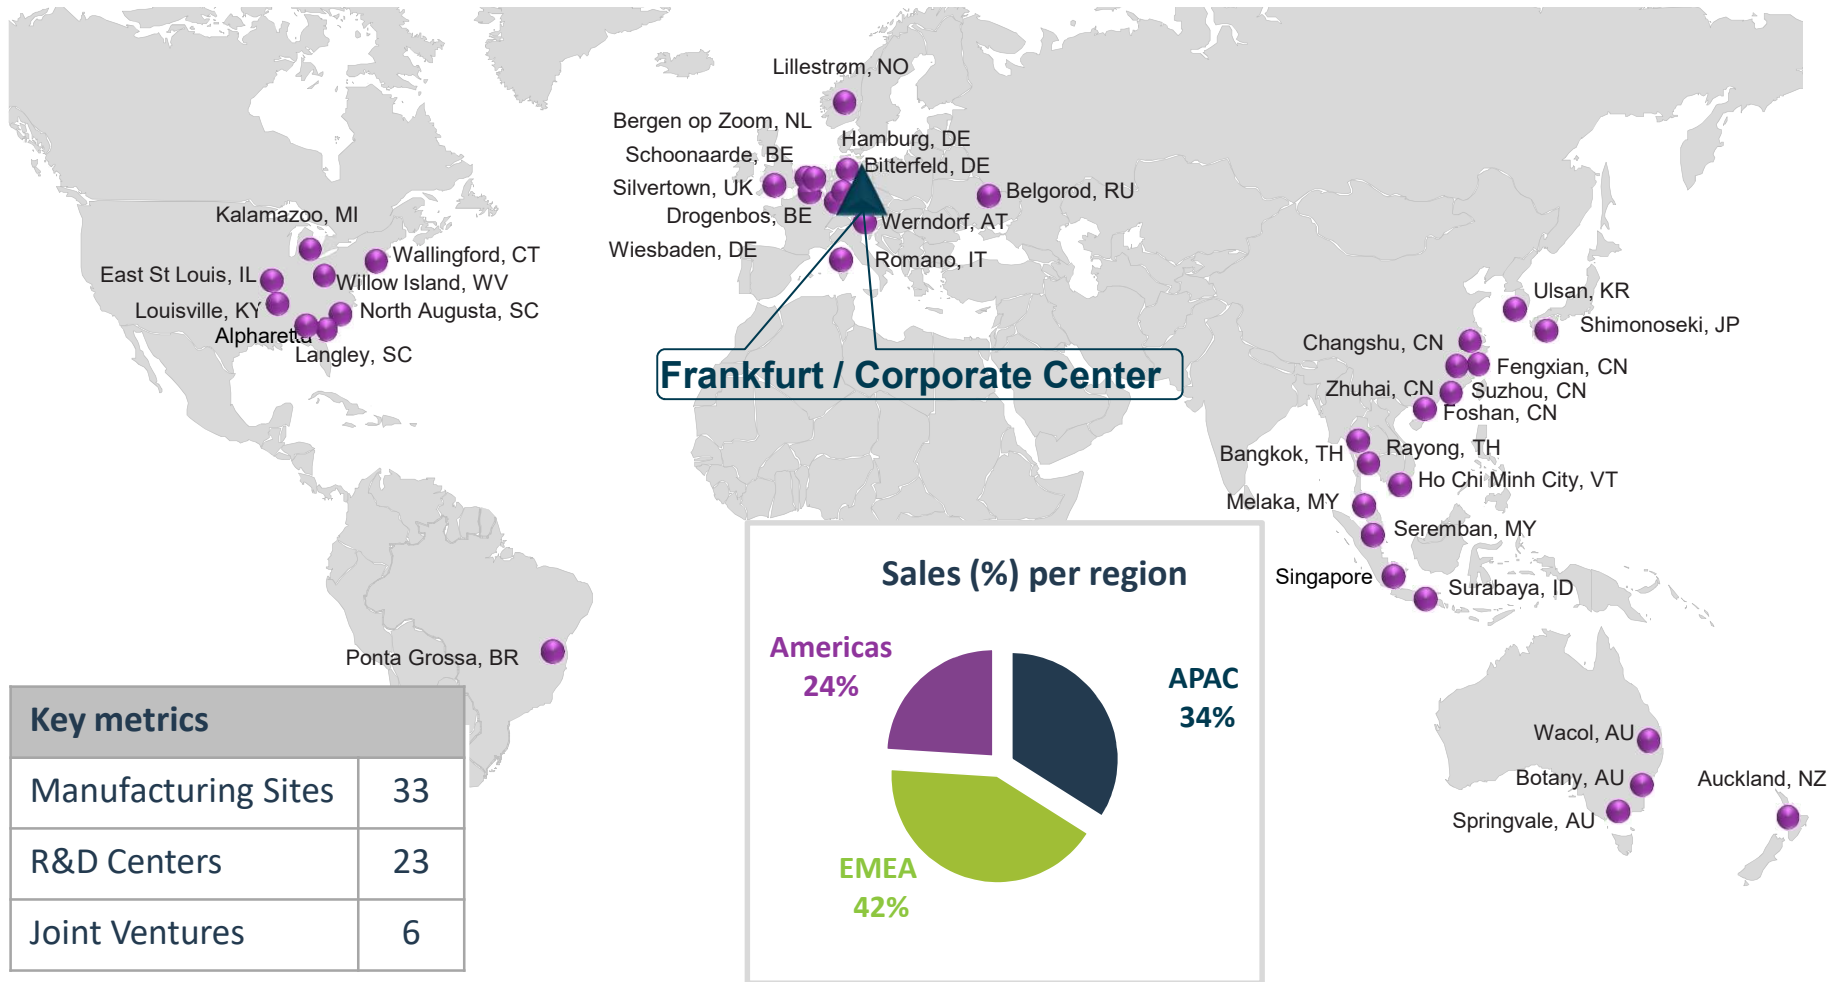 Lillestrøm, NO
Bergen op Zoom, NL
Hamburg, DE
Schoonaarde, BE
Bitterfeld, DE
Silvertown, UK
Belgorod, RU
Drogenbos, BE
Werndorf, AT
Wiesbaden, DE
Romano, IT
Kalamazoo, MI
Wallingford, CT
East St Louis, IL
Willow Island, WV
Louisville, KY
North Augusta, SC
Alpharetta
Langley, SC
Frankfurt / Corporate Center
Ulsan, KR
Shimonoseki, JP
Changshu, CN
Fengxian, CN
Zhuhai, CN
Suzhou, CN
Foshan, CN
Bangkok, TH
Rayong, TH
Ho Chi Minh City, VT
Melaka, MY
Seremban, MY
Singapore
Surabaya, ID
Ponta Grossa, BR
Wacol, AU
Botany, AU
Auckland, NZ
Springvale, AU
Sales (%) per region
Americas
24%
APAC
34%
EMEA
42%
Key metrics
Manufacturing Sites 33
R&D Centers 23
Joint Ventures 6